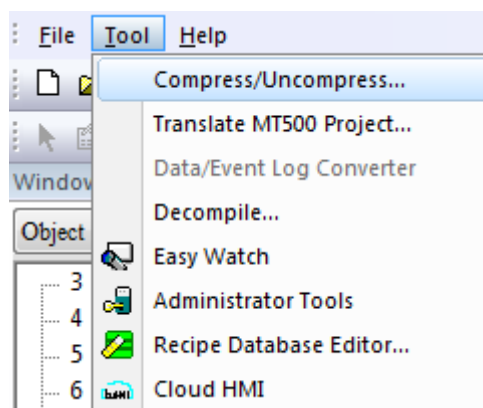 File Tool Help
Compress/Uncompress...
Translate MT500 Project...
Window
Data/Event Log Converter
Object
Decompile...
3
Easy Watch
4
Administrator Tools
5
Recipe Database Editor...
6
Cloud HMI